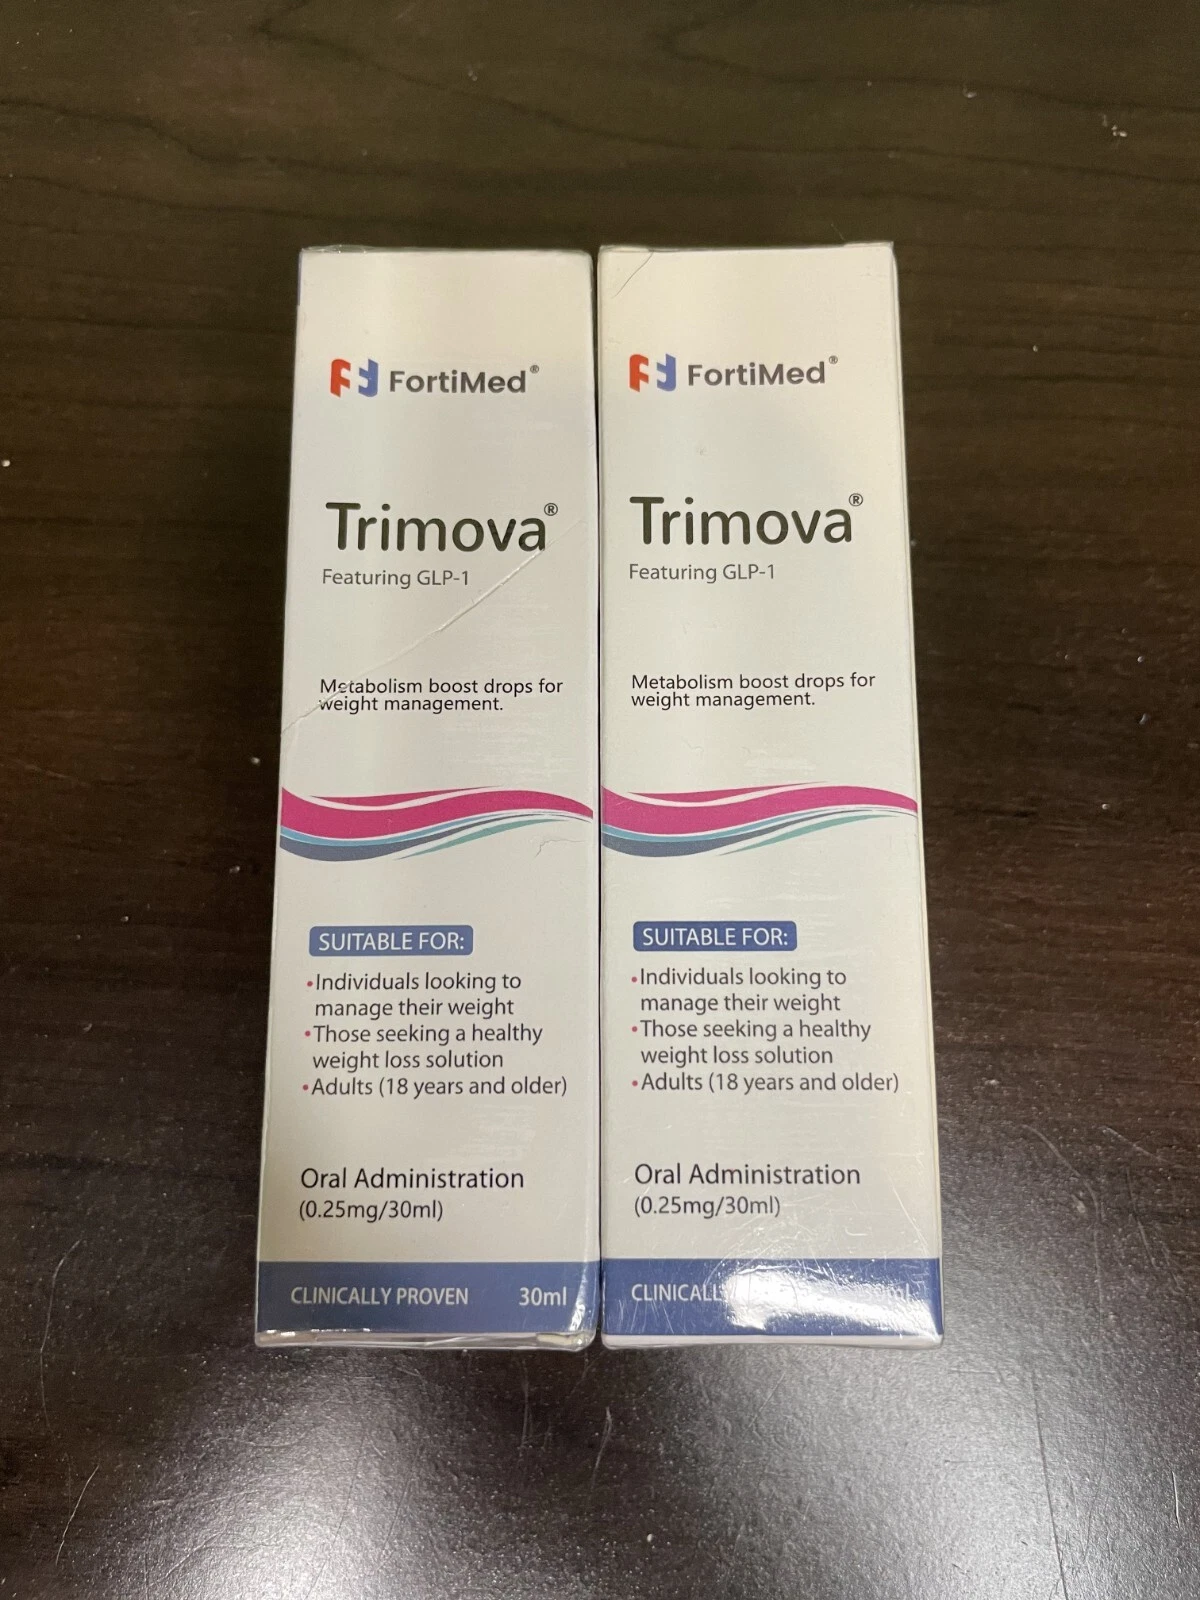 FortiMed®
Trimova®
Featuring GLP-1
Metabolism boost drops for
weight management.
SUITABLE FOR:
•Individuals looking to
manage their weight
•Those seeking a healthy
weight loss solution
•Adults (18 years and older)
Oral Administration
(0.25mg/30ml)
CLINICALLY PROVEN 30ml
FortiMed®
Trimova®
Featuring GLP-1
Metabolism boost drops for
weight management.
SUITABLE FOR:
•Individuals looking to
manage their weight
•Those seeking a healthy
weight loss solution
•Adults (18 years and older)
Oral Administration
(0.25mg/30ml)